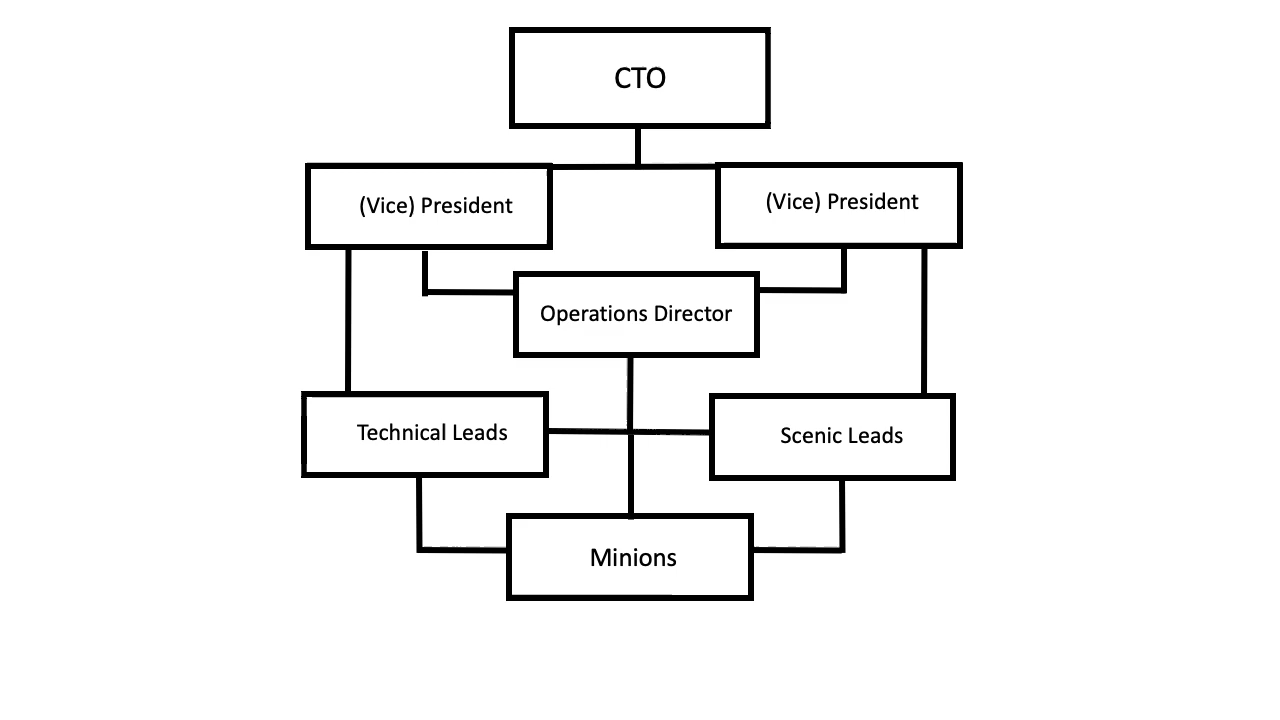 CTO
(Vice) President
(Vice) President
Operations Director
Technical Leads
Scenic Leads
Minions